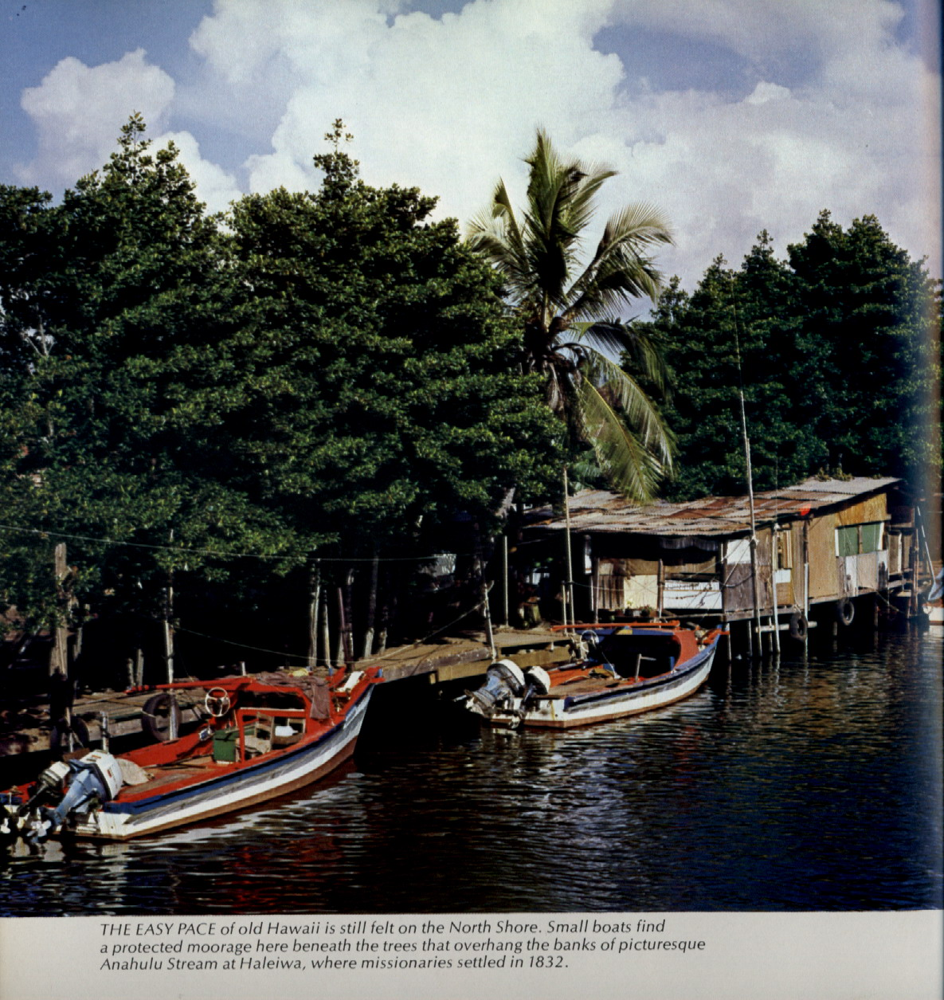 THE EASY PACE of old Hawaii is still felt on the North Shore. Small boats find
a protected moorage here beneath the trees that overhang the banks of picturesque
Anahulu Stream at Haleiwa, where missionaries settled in 1832.